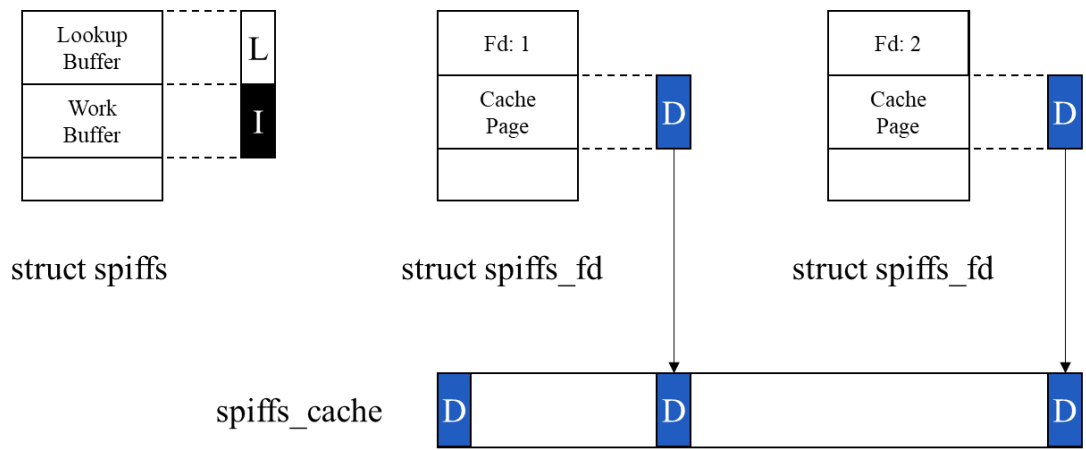 Lookup
Buffer
L
Work
Buffer
I
struct spiffs
Fd: 1
Cache
Page
D
struct spiffs_fd
Fd: 2
Cache
Page
D
struct spiffs_fd
spiffs_cache
D
D
D